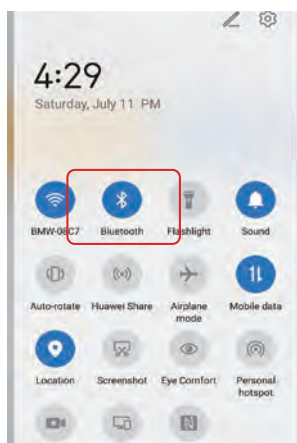 4:29
Saturday, July 11 PM
BMW-08C7 Bluetooth Flashlight Sound
Auto-rotate Huawei Share Airplane mode Mobile data
Location Screenshot Eye Comfort Personal hotspot